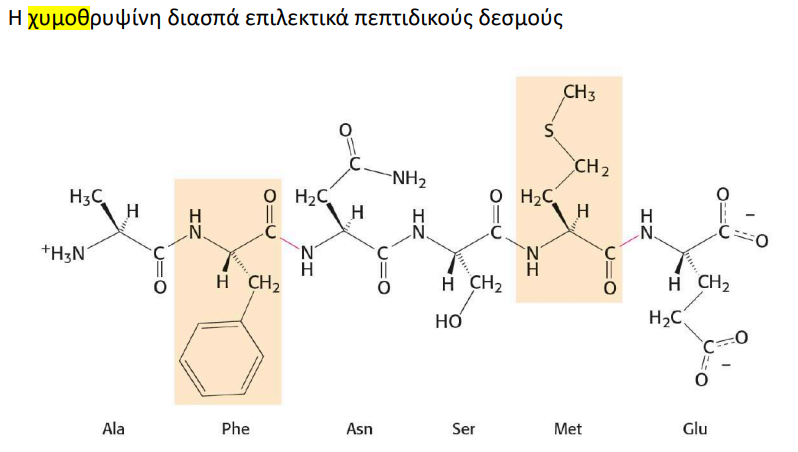 Η χυμοθρυψίνη διασπά επιλεκτικά πεπτιδικούς δεσμούς
CH3
S
O
CH2
C
NH2
H3C H H N O H2C H H N O H2C H H N O
+H3N C O C N H C O C N H C O C O
H CH2 H CH2 H CH2
HO H2C
C O
O
Ala Phe Asn Ser Met Glu